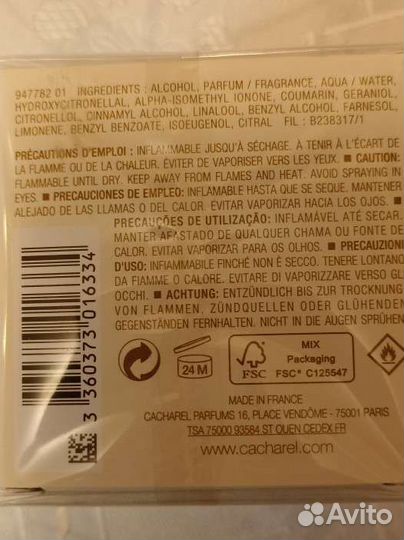 947782 01 INGREDIENTS : ALCOHOL, PARFUM / FRAGRANCE, AQUA / WATER,
HYDROXYCITRONELLAL, ALPHA-ISOMETHYL IONONE, COUMARIN, GERANIOL,
CITRONELLOL, CINNAMYL ALCOHOL, LINALOOL, BENZYL ALCOHOL, FARNESOL,
LIMONENE, BENZYL BENZOATE, ISOEUGENOL, CITRAL FIL : B238317/1
PRÉCAUTIONS D'EMPLOI : INFLAMMABLE JUSQU'À SÉCHAGE. À TENIR À L'ÉCART DE
LA FLAMME OU DE LA CHALEUR. ÉVITER DE VAPORISER VERS LES YEUX. ■ CAUTION:
FLAMMABLE UNTIL DRY. KEEP AWAY FROM FLAMES AND HEAT. AVOID SPRAYING IN
EYES. ■ PRECAUCIONES DE EMPLEO: INFLAMABLE HASTA QUE SE SEQUE. MANTENER
ALEJADO DE LAS LLAMAS O DEL CALOR. EVITAR VAPORIZAR HACIA LOS OJOS. ■
PRECAUÇÕES DE UTILIZAÇÃO: INFLAMÁVEL ATÉ SECAR.
MANTER AFASTADO DE QUALQUER CHAMA OU FONTE DE
CALOR. EVITAR VAPORIZAR PARA OS OLHOS. ■ PRECAUZIONI
D'USO: INFIAMMABILE FINCHÉ NON È SECCO. TENERE LONTANO
DA FIAMME O CALORE. EVITARE DI VAPORIZZARE VERSO GLI
OCCHI. ■ ACHTUNG: ENTZÜNDLICH BIS ZUR TROCKNUNG.
VON FLAMMEN, ZÜNDQUELLEN ODER GLÜHENDEN
GEGENSTÄNDEN FERNHALTEN. NICHT IN DIE AUGEN SPRÜHEN.
3 360373 016334
24 M
FSC
MIX
Packaging
FSC® C125547
MADE IN FRANCE
CACHAREL PARFUMS 16, PLACE VENDÔME - 75001 PARIS
TSA 75000 93584 ST OUEN CEDEX.FR
www.cacharel.com
Avito